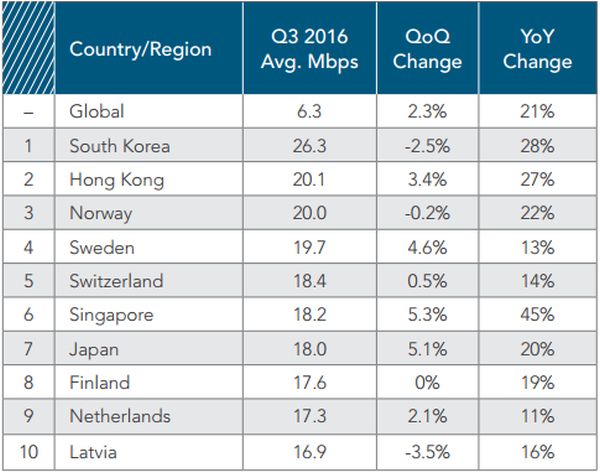 Country/Region Q3 2016 Avg. Mbps QoQ Change YoY Change
– Global 6.3 2.3% 21%
1 South Korea 26.3 -2.5% 28%
2 Hong Kong 20.1 3.4% 27%
3 Norway 20.0 -0.2% 22%
4 Sweden 19.7 4.6% 13%
5 Switzerland 18.4 0.5% 14%
6 Singapore 18.2 5.3% 45%
7 Japan 18.0 5.1% 20%
8 Finland 17.6 0% 19%
9 Netherlands 17.3 2.1% 11%
10 Latvia 16.9 -3.5% 16%